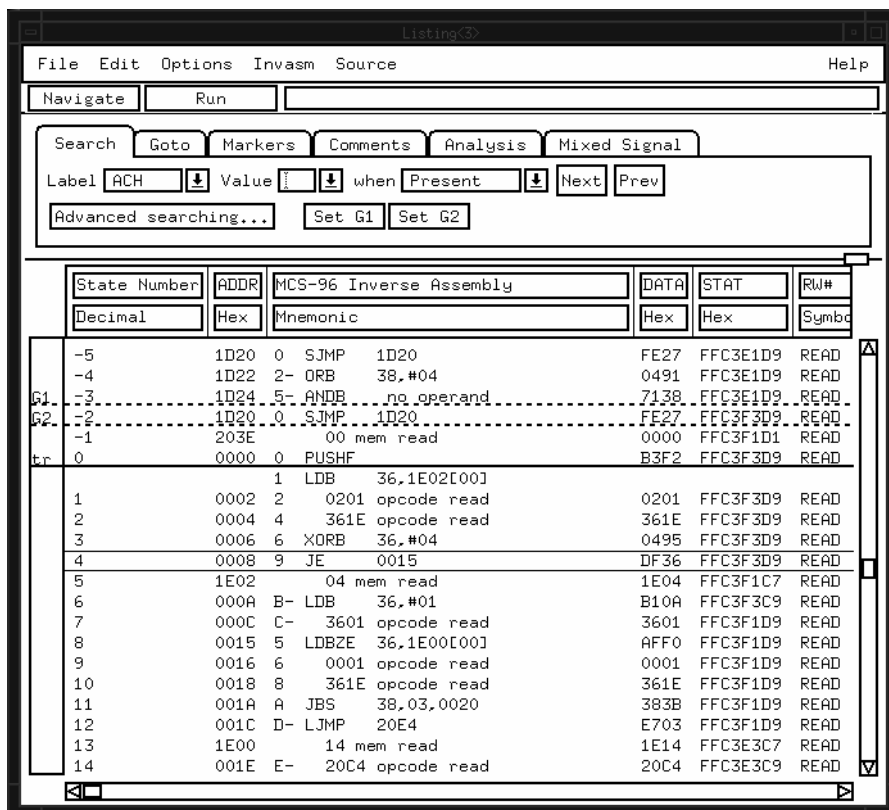 Listing<3>
File Edit Options Invasm Source Help
Navigate Run
Search Goto Markers Comments Analysis Mixed Signal
Label ACH Value when Present Next Prev
Advanced searching... Set G1 Set G2
State Number ADDR MCS-96 Inverse Assembly DATA STAT RW#
Decimal Hex Mnemonic Hex Hex Symbo
-5 1D20 0 SJMP 1D20 FE27 FFC3E1D9 READ
-4 1D22 2- ORB 38,#04 0491 FFC3E1D9 READ
G1 -3 1D24 5- ANDB no operand 7138 FFC3E1D9 READ
G2 -2 1D20 0 SJMP 1D20 FE27 FFC3F3D9 READ
-1 203E 00 mem read 0000 FFC3F1D1 READ
tr 0 0000 0 PUSHF B3F2 FFC3F3D9 READ
1 LDB 36,1E02[00]
1 0002 2 0201 opcode read 0201 FFC3F3D9 READ
2 0004 4 361E opcode read 361E FFC3F3D9 READ
3 0006 6 XORB 36,#04 0495 FFC3F3D9 READ
4 0008 9 JE 0015 DF36 FFC3F3D9 READ
5 1E02 04 mem read 1E04 FFC3F1C7 READ
6 000A B- LDB 36,#01 B10A FFC3F3C9 READ
7 000C C- 3601 opcode read 3601 FFC3F1D9 READ
8 0015 5 LDBZE 36,1E00[00] AFF0 FFC3F1D9 READ
9 0016 6 0001 opcode read 0001 FFC3F1D9 READ
10 0018 8 361E opcode read 361E FFC3F1D9 READ
11 001A A JBS 38,03,0020 383B FFC3F1D9 READ
12 001C D- LJMP 20E4 E703 FFC3F1D9 READ
13 1E00 14 mem read 1E14 FFC3E3C7 READ
14 001E E- 20C4 opcode read 20C4 FFC3E3C9 READ